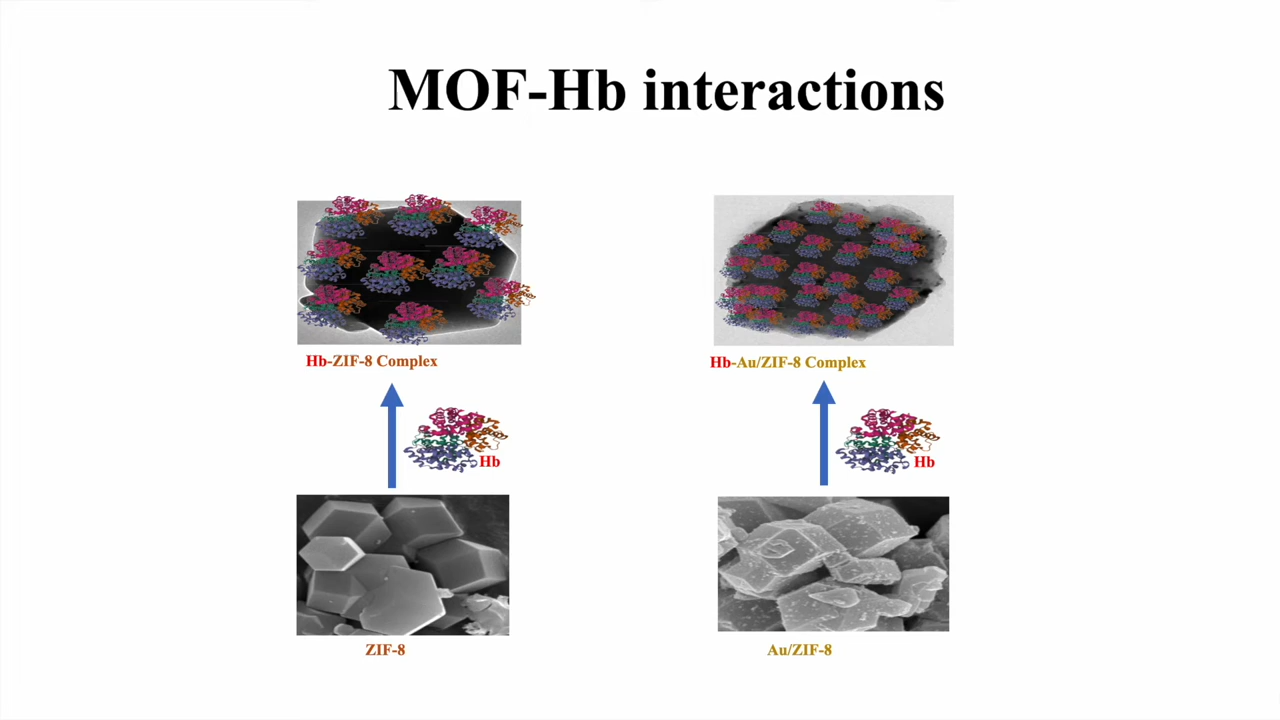 MOF-Hb interactions
Hb-ZIF-8 Complex
Hb-Au/ZIF-8 Complex
Hb
Hb
ZIF-8
Au/ZIF-8